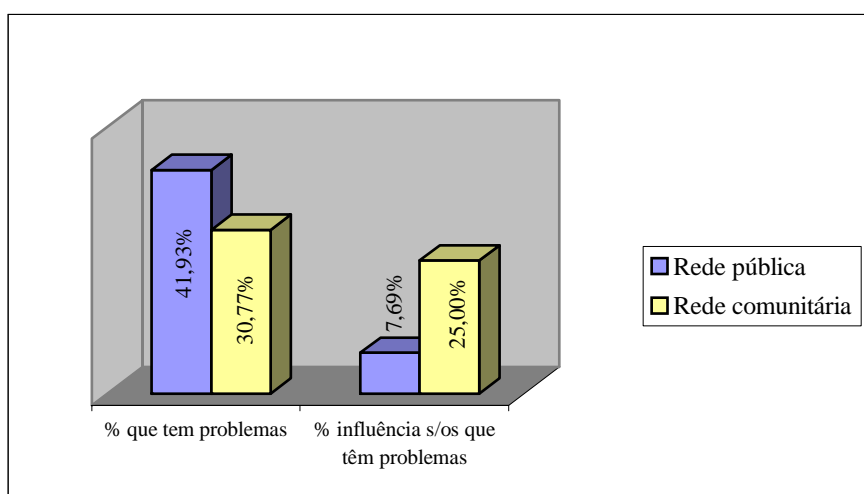 41,93%
30,77%
7,69%
25,00%
% que tem problemas
% influência s/os que
têm problemas
Rede pública
Rede comunitária